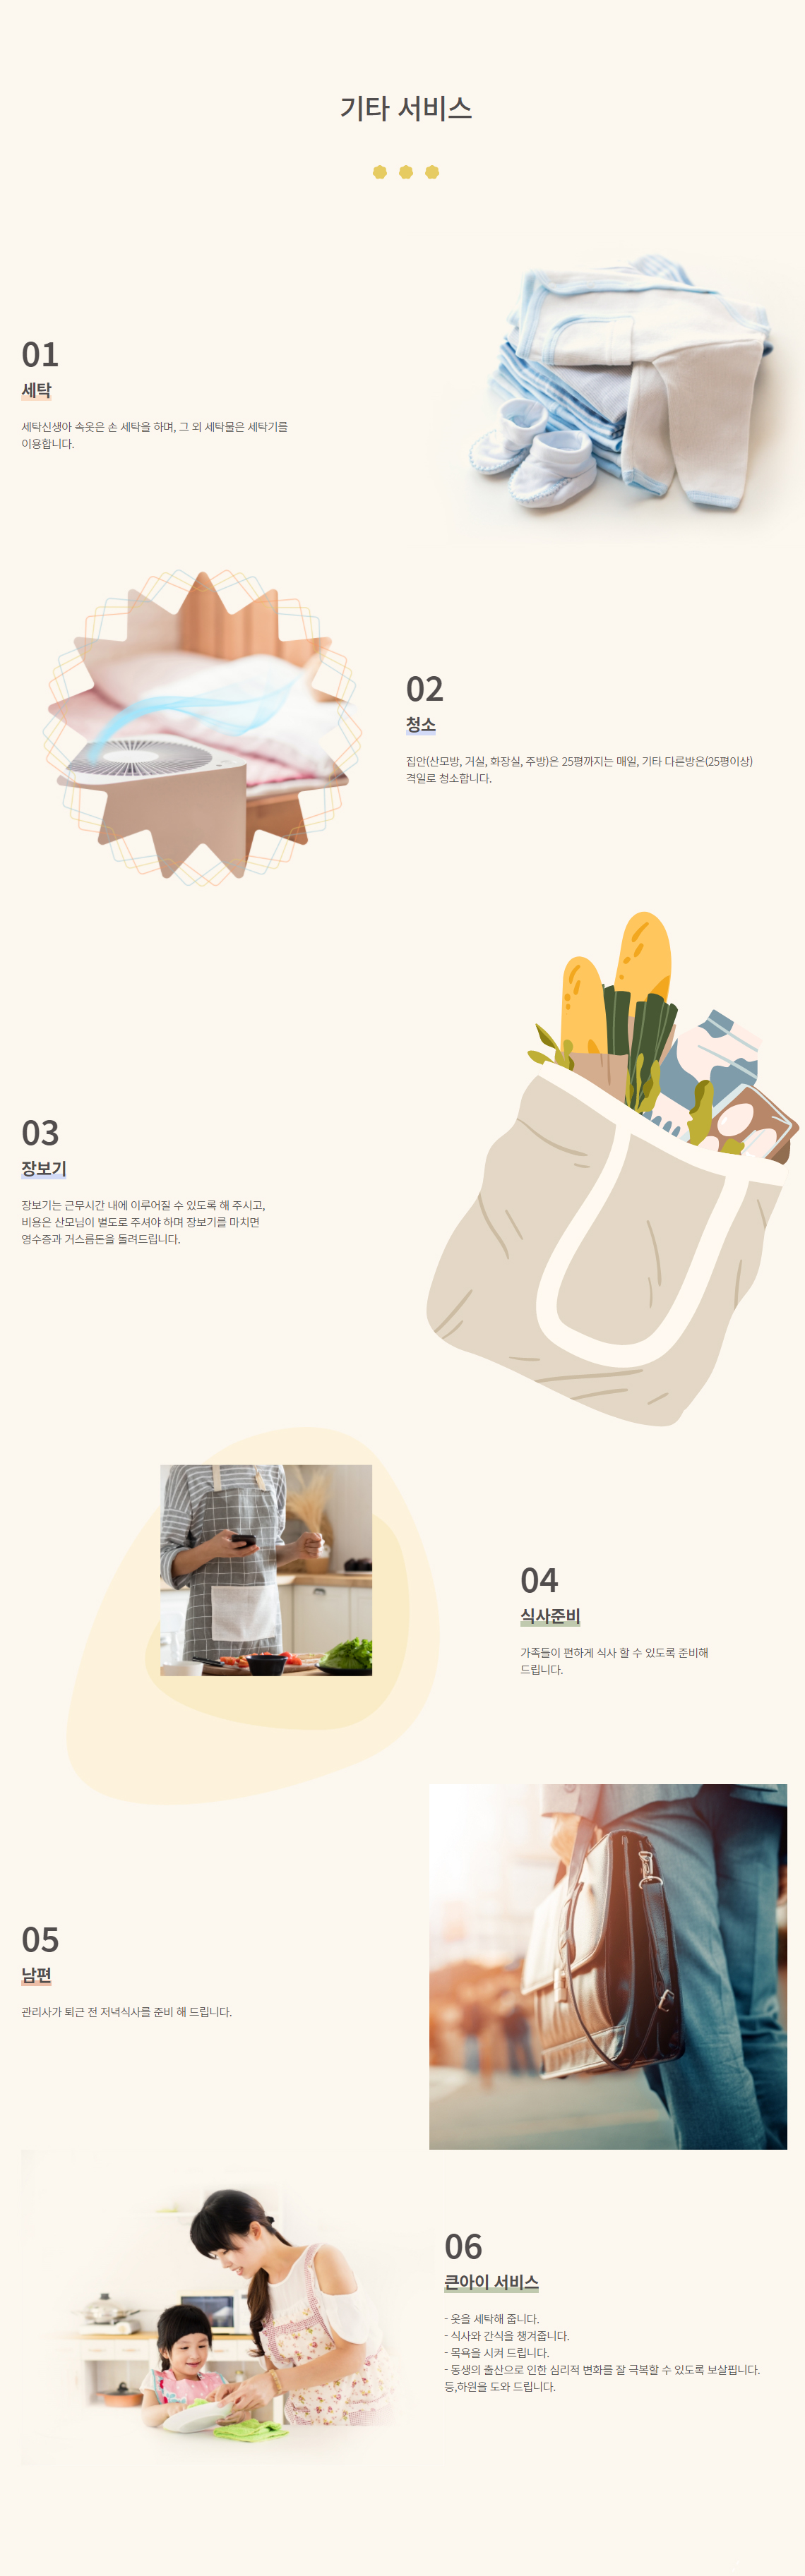 기타 서비스
01
세탁
세탁신생아 속옷은 손 세탁을 하며, 그 외 세탁물은 세탁기를
이용합니다.
02
청소
집안(산모방, 거실, 화장실, 주방)은 25평까지는 매일, 기타 다른방은(25평이상)
격일로 청소합니다.
03
장보기
장보기는 근무시간 내에 이루어질 수 있도록 해 주시고,
비용은 산모님이 별도로 주셔야 하며 장보기를 마치면
영수증과 거스름돈을 돌려드립니다.
04
식사준비
가족들이 편하게 식사 할 수 있도록 준비해
드립니다.
05
남편
관리사가 퇴근 전 저녁식사를 준비 해 드립니다.
06
큰아이 서비스
- 옷을 세탁해 줍니다.
- 식사와 간식을 챙겨줍니다.
- 목욕을 시켜 드립니다.
- 동생의 출산으로 인한 심리적 변화를 잘 극복할 수 있도록 보살핍니다.
등,하원을 도와 드립니다.